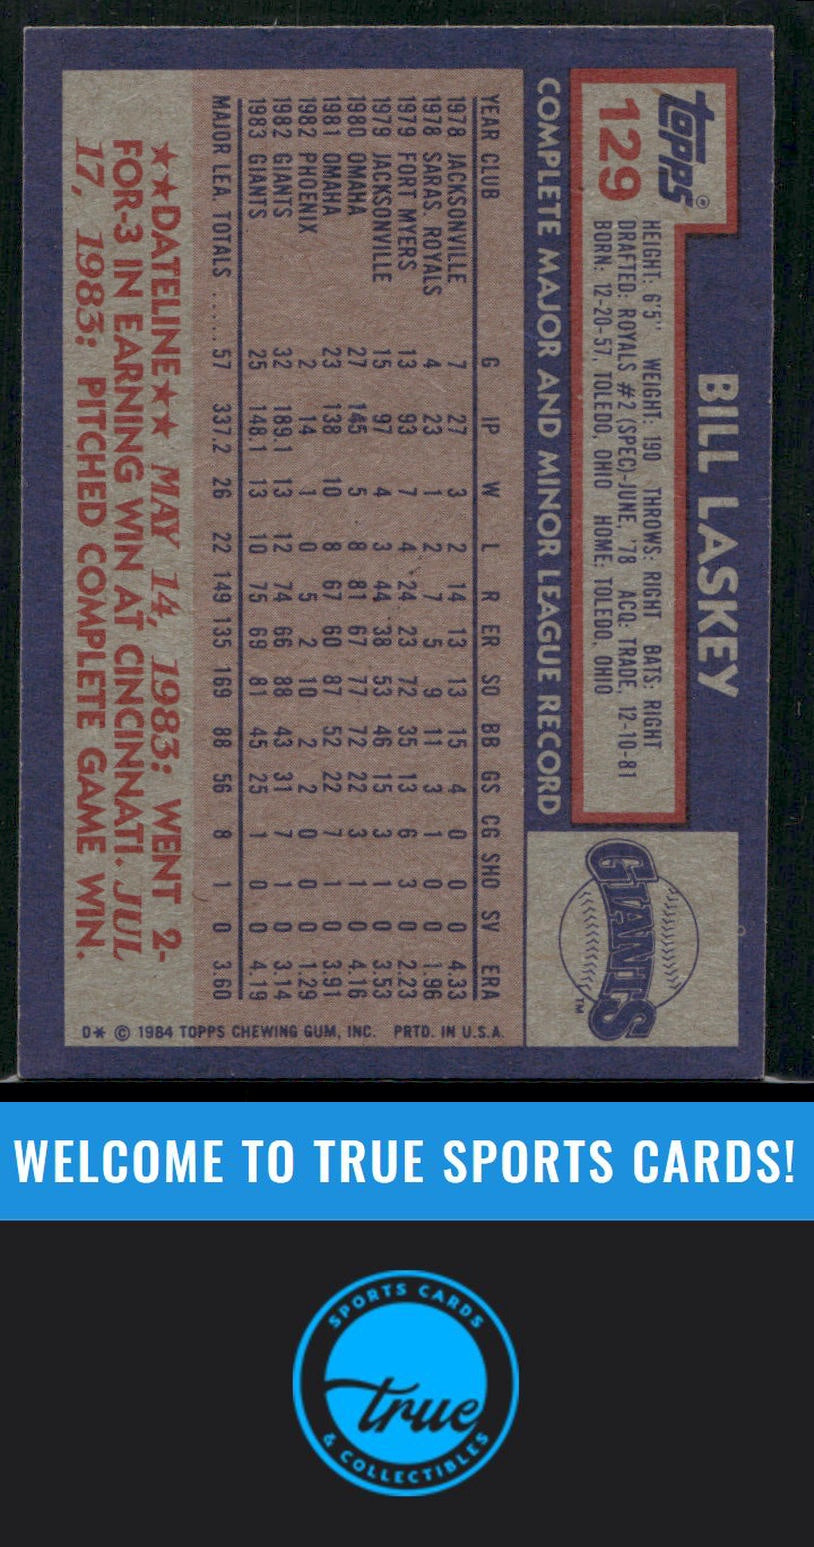 topps®
129
BILL LASKEY
HEIGHT: 6'5" WEIGHT: 190 THROWS: RIGHT BATS: RIGHT
DRAFTED: ROYALS #2 (SPEC)-JUNE, '78 ACQ: TRADE, 12-10-81
BORN: 12-20-57, TOLEDO, OHIO HOME: TOLEDO, OHIO
GIANTS™
COMPLETE MAJOR AND MINOR LEAGUE RECORD
YEAR CLUB G IP W L R ER SO BB GS CG SHO SV ERA
1978 JACKSONVILLE 7 27 3 2 14 13 13 15 4 0 0 0 4.33
1978 SARAS. ROYALS 4 23 1 2 7 5 9 11 3 1 0 0 1.96
1979 FORT MYERS 13 93 7 4 24 23 72 35 13 6 3 0 2.23
1979 JACKSONVILLE 15 97 4 3 44 38 53 46 15 3 1 0 3.53
1980 OMAHA 27 145 5 8 81 67 77 72 22 3 0 0 4.16
1981 OMAHA 23 138 10 8 67 60 87 52 22 7 1 0 3.91
1982 PHOENIX 2 14 1 0 5 2 10 2 2 0 0 0 1.29
1982 GIANTS 32 189.1 13 12 74 66 88 43 31 7 1 0 3.14
1983 GIANTS 25 148.1 13 10 75 69 81 45 25 1 0 0 4.19
MAJOR LEA. TOTALS ...... 57 337.2 26 22 149 135 169 88 56 8 1 0 3.60
★★DATELINE★★ MAY 14, 1983: WENT 2-
FOR-3 IN EARNING WIN AT CINCINNATI. JUL
17, 1983: PITCHED COMPLETE GAME WIN.
D* © 1984 TOPPS CHEWING GUM, INC. PRTD. IN U.S.A.
WELCOME TO TRUE SPORTS CARDS!
SPORTS CARDS
true
& COLLECTIBLES